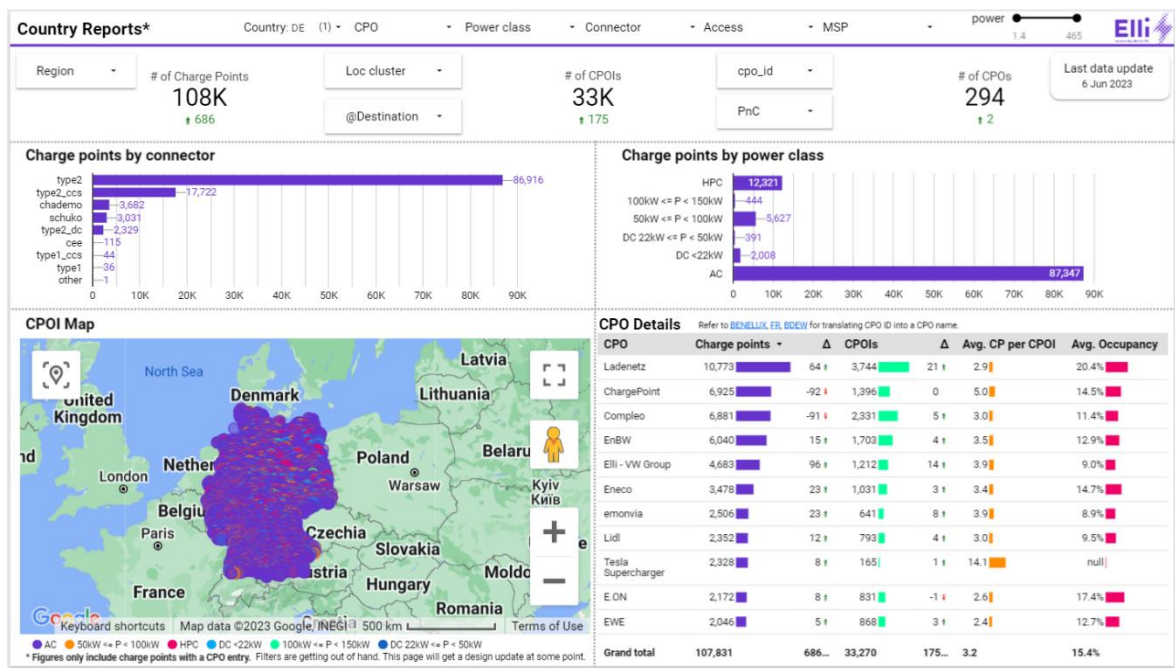 Country Reports*
Country: DE (1) CPO Power class Connector Access MSP power 1.4 465 Elli
Region
# of Charge Points
108K
686
Loc cluster
@Destination
# of CPOIs
33K
175
cpo_id
PnC
# of CPOs
294
2
Last data update
6 Jun 2023
Charge points by connector
type2 86,916
type2_ccs 17,722
chademo 3,682
schuko 3,031
type2_dc 2,329
cee 115
type1_ccs 44
type1 36
other 1
0 10K 20K 30K 40K 50K 60K 70K 80K 90K
Charge points by power class
HPC 12,321
100kW <= P < 150kW 444
50kW <= P < 100kW 5,627
DC 22kW <= P < 50kW 391
DC <22kW 2,008
AC 87,347
0 10K 20K 30K 40K 50K 60K 70K 80K 90K
CPOI Map
North Sea
Latvia
United
Kingdom
Denmark
Lithuania
nd
London
Nether
Poland
Warsaw
Belaru
Kyiv
Київ
Belgiu
Paris
Czechia
Slovakia
France
ustria
Hungary
Moldo
Romania
Google
Keyboard shortcuts Map data ©2023 Google, INEGI 500 km Terms of Use
AC 50kW <= P < 100kW HPC DC <22kW 100kW <= P < 150kW DC 22kW <= P < 50kW
* Figures only include charge points with a CPO entry. Filters are getting out of hand. This page will get a design update at some point.
CPO Details Refer to BENELUX, FR, BDEW for translating CPO ID into a CPO name.
CPO Charge points Δ CPOIs Δ Avg. CP per CPOI Avg. Occupancy
Ladenetz 10,773 64 3,744 21 2.9 20.4%
ChargePoint 6,925 -92 1,396 0 5.0 14.5%
Compleo 6,881 -91 2,331 5 3.0 11.4%
EnBW 6,040 15 1,703 4 3.5 12.9%
Elli - VW Group 4,683 96 1,212 14 3.9 9.0%
Eneco 3,478 23 1,031 3 3.4 14.7%
emonvia 2,506 23 641 8 3.9 8.9%
Lidl 2,352 12 793 4 3.0 9.5%
Tesla
Supercharger 2,328 8 165 1 14.1 null
E.ON 2,172 8 831 -1 2.6 17.4%
EWE 2,046 5 868 3 2.4 12.7%
Grand total 107,831 686... 33,270 175... 3.2 15.4%